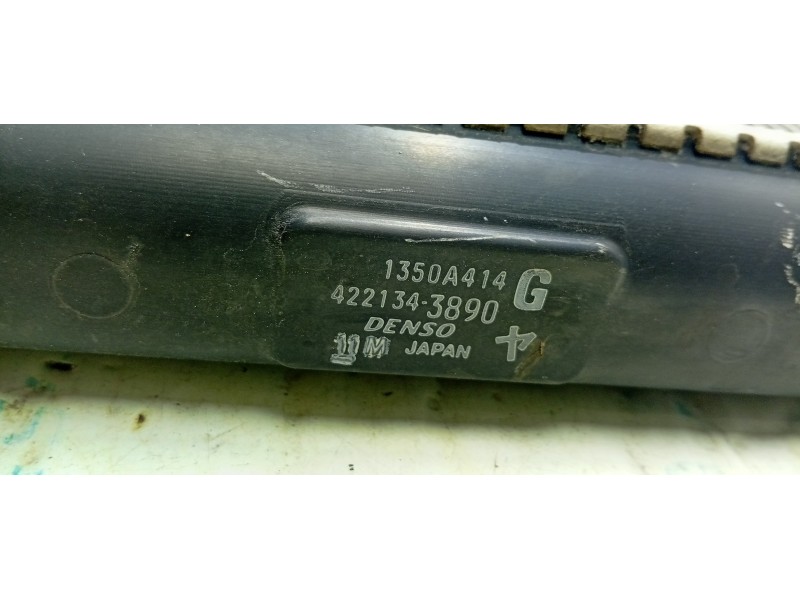 1350A414 G
422134-3890
DENSO ヤ
11M JAPAN